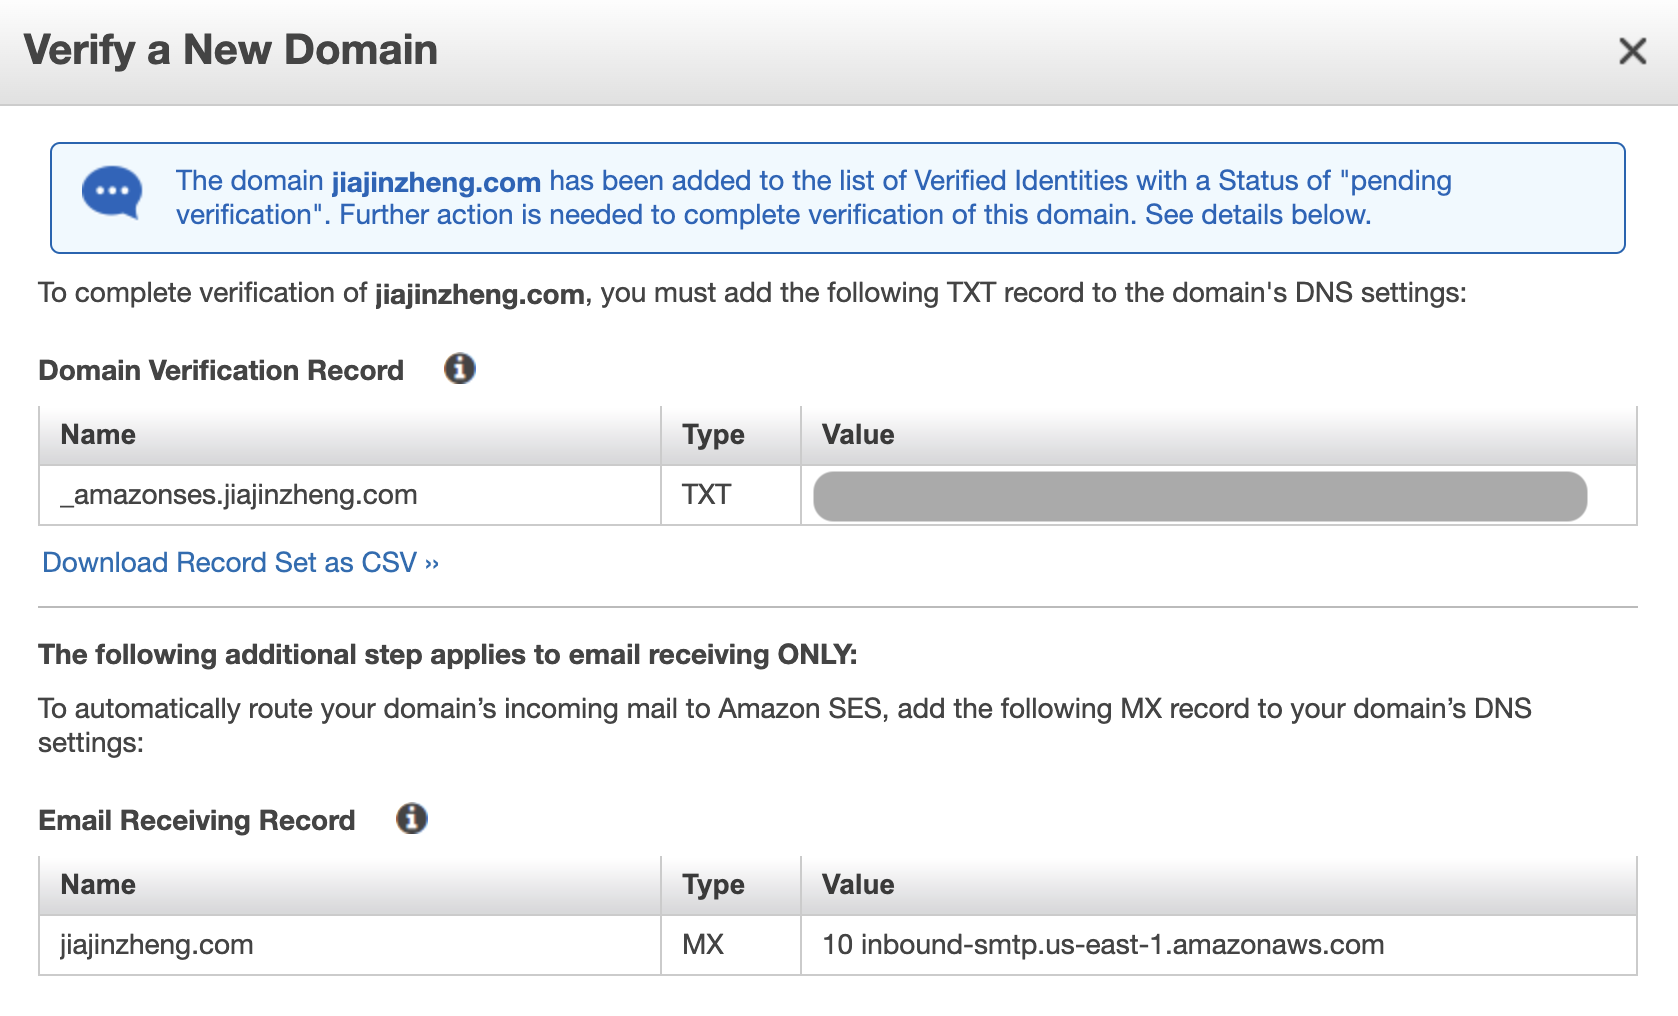 Verify a New Domain
The domain jiajinzheng.com has been added to the list of Verified Identities with a Status of "pending
verification". Further action is needed to complete verification of this domain. See details below.
To complete verification of jiajinzheng.com, you must add the following TXT record to the domain's DNS settings:
Domain Verification Record
Name Type Value
_amazonses.jiajinzheng.com TXT
Download Record Set as CSV ››
The following additional step applies to email receiving ONLY:
To automatically route your domain’s incoming mail to Amazon SES, add the following MX record to your domain’s DNS
settings:
Email Receiving Record
Name Type Value
jiajinzheng.com MX 10 inbound-smtp.us-east-1.amazonaws.com